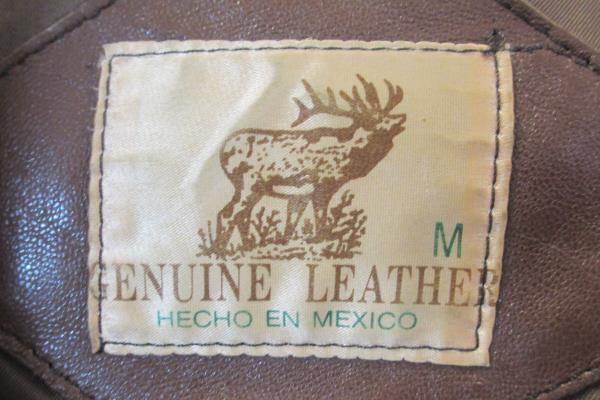 M
GENUINE LEATHER
HECHO EN MEXICO